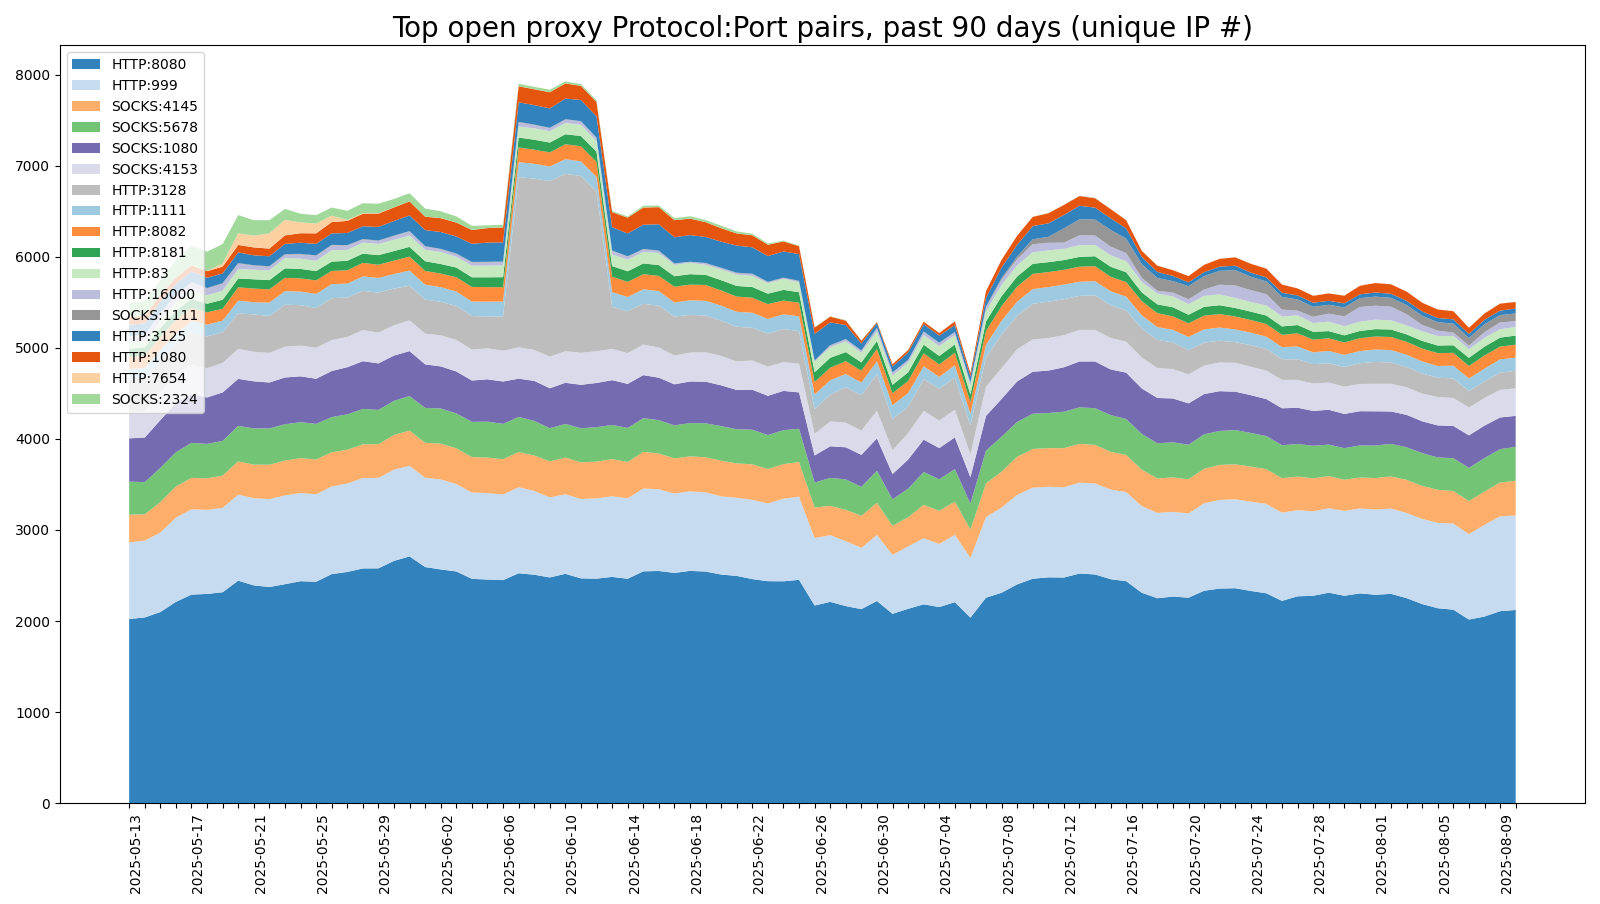 Top open proxy Protocol:Port pairs, past 90 days (unique IP #)
HTTP:8080
HTTP:999
SOCKS:4145
SOCKS:5678
SOCKS:1080
SOCKS:4153
HTTP:3128
HTTP:1111
HTTP:8082
HTTP:8181
HTTP:83
HTTP:16000
SOCKS:1111
HTTP:3125
HTTP:1080
HTTP:7654
SOCKS:2324
8000
7000
6000
5000
4000
3000
2000
1000
0
2025-05-13
2025-05-17
2025-05-21
2025-05-25
2025-05-29
2025-06-02
2025-06-06
2025-06-10
2025-06-14
2025-06-18
2025-06-22
2025-06-26
2025-06-30
2025-07-04
2025-07-08
2025-07-12
2025-07-16
2025-07-20
2025-07-24
2025-07-28
2025-08-01
2025-08-05
2025-08-09